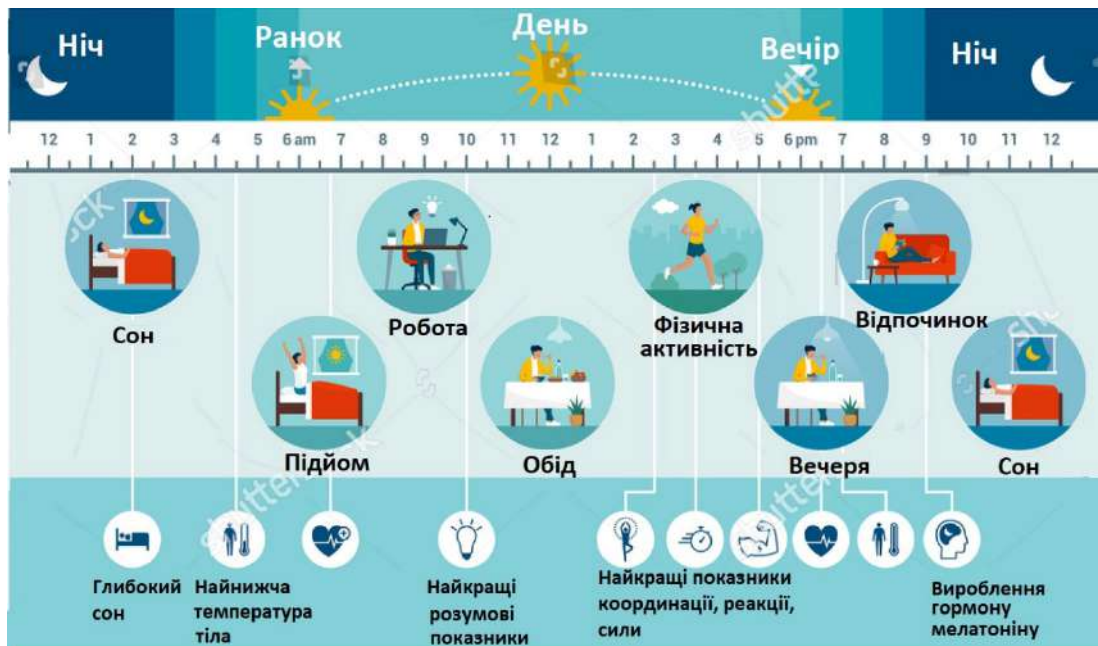 Ніч
Ранок
День
Вечір
Ніч
12 1 2 3 4 5 6 am 7 8 9 10 11 12 1 2 3 4 5 6 pm 7 8 9 10 11 12
Сон
Робота
Фізична
активність
Відпочинок
Підйом
Обід
Вечеря
Сон
Глибокий
сон
Найнижча
температура
тіла
Найкращі
розумові
показники
Найкращі показники
координації, реакції,
сили
Вироблення
гормону
мелатоніну
shutte
shutte
shutter